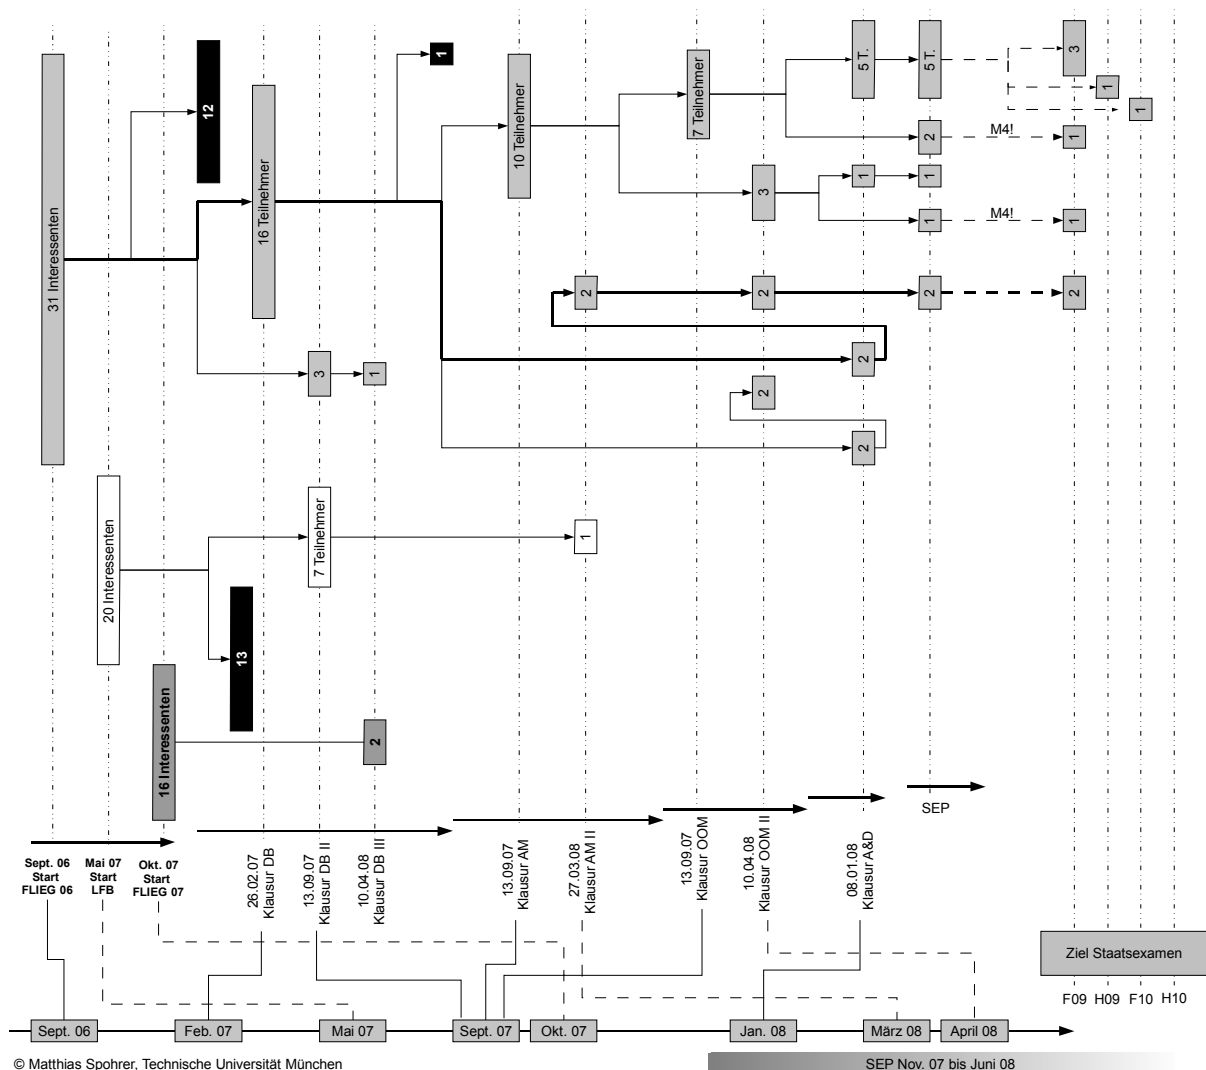 31 Interessenten
12
16 Teilnehmer
1
10 Teilnehmer
7 Teilnehmer
5 T.
5 T.
3
1
1
2
M4!
1
3
1
1
1
M4!
1
2
2
2
2
2
3
1
2
2
20 Interessenten
7 Teilnehmer
1
13
16 Interessenten
2
SEP
Sept. 06
Start
FLIEG 06
Mai 07
Start
LFB
Okt. 07
Start
FLIEG 07
26.02.07
Klausur DB
13.09.07
Klausur DB II
10.04.08
Klausur DB III
13.09.07
Klausur AM
27.03.08
Klausur AM II
13.09.07
Klausur OOM
10.04.08
Klausur OOM II
08.01.08
Klausur A&D
Ziel Staatsexamen
F09 H09 F10 H10
Sept. 06
Feb. 07
Mai 07
Sept. 07
Okt. 07
Jan. 08
März 08
April 08
© Matthias Spohrer, Technische Universität München
SEP Nov. 07 bis Juni 08